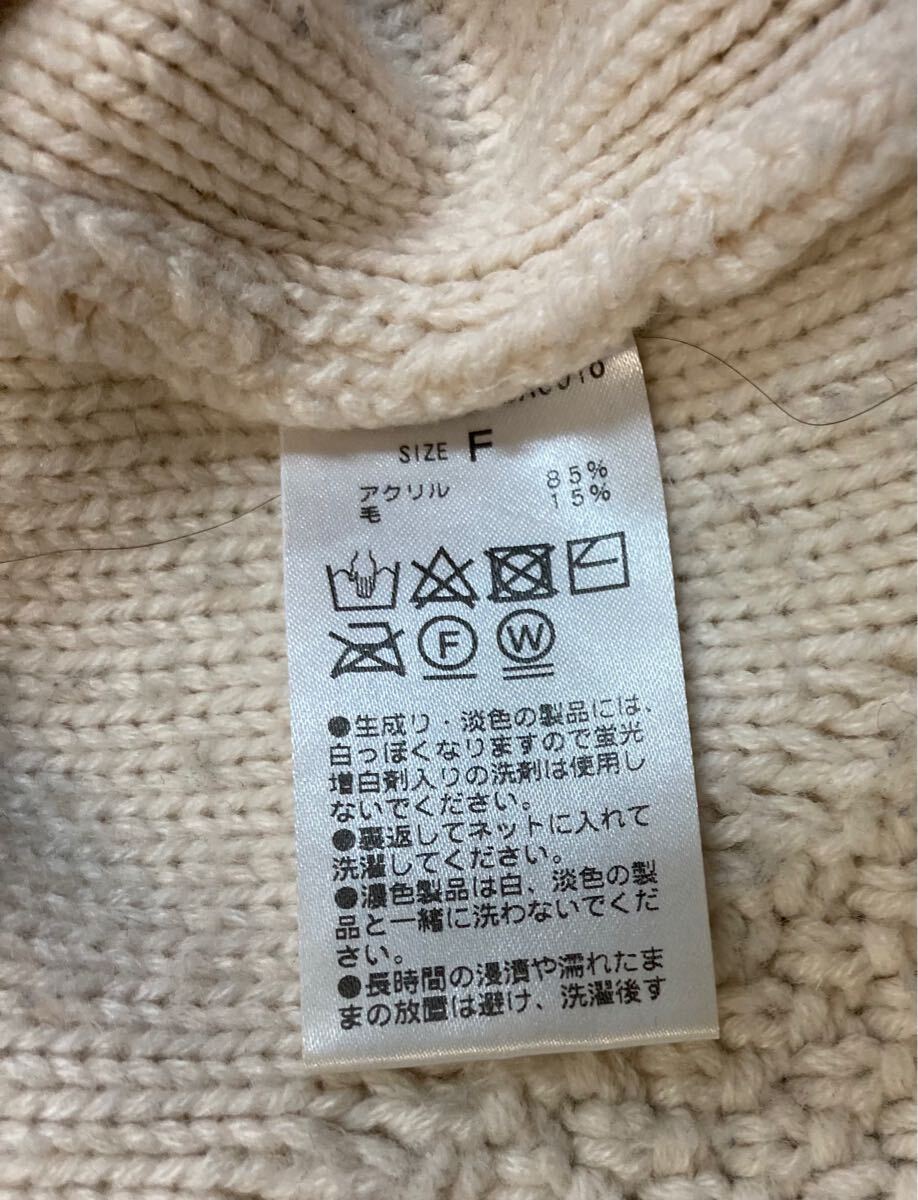 SIZE F
アクリル 85%
毛 15%
F W
●生成り・淡色の製品には、
白っぽくなりますので蛍光
増白剤入りの洗剤は使用し
ないでください。
●裏返してネットに入れて
洗濯してください。
●濃色製品は白、淡色の製
品と一緒に洗わないでくだ
さい。
●長時間の浸漬や濡れたま
まの放置は避け、洗濯後す